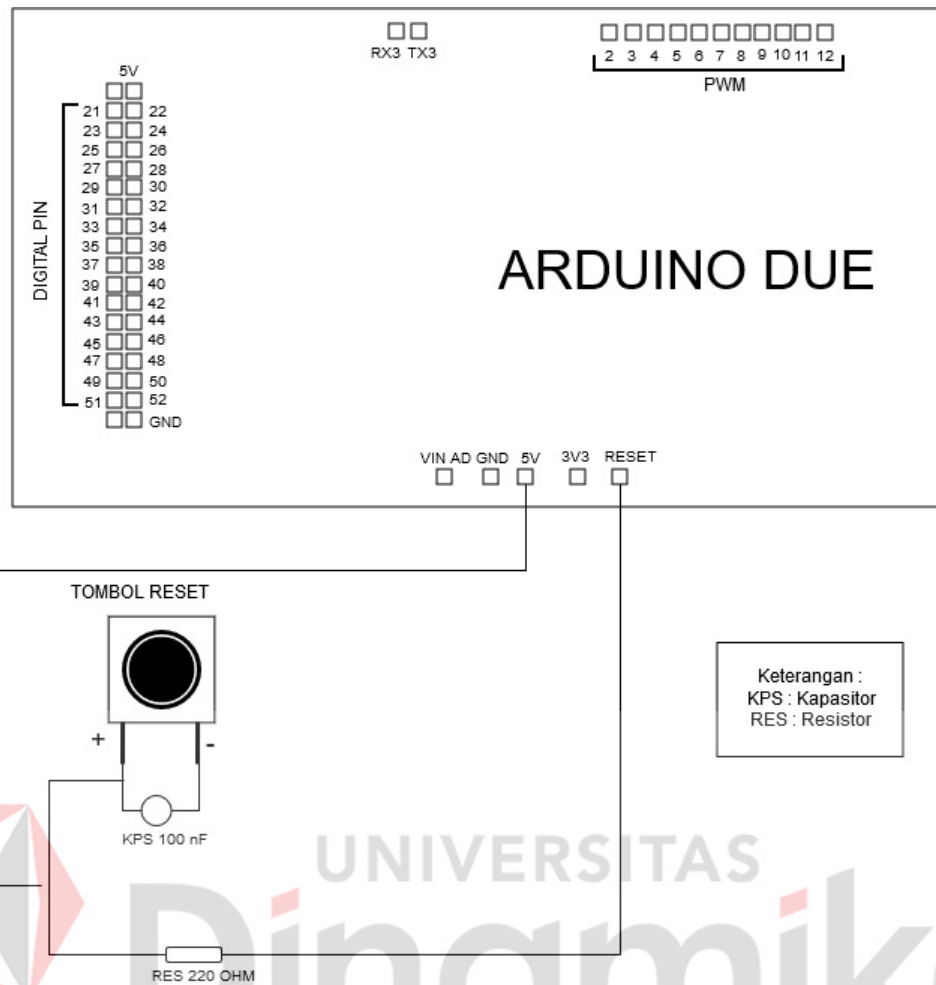 RX3 TX3
2 3 4 5 6 7 8 9 10 11 12
PWM
5V
21 22
23 24
25 26
27 28
29 30
31 32
33 34
35 36
37 38
39 40
41 42
43 44
45 46
47 48
49 50
51 52
GND
DIGITAL PIN
ARDUINO DUE
VIN AD GND 5V 3V3 RESET
TOMBOL RESET
+ -
KPS 100 nF
Keterangan :
KPS : Kapasitor
RES : Resistor
UNIVERSITAS
Dinamik
RES 220 OHM